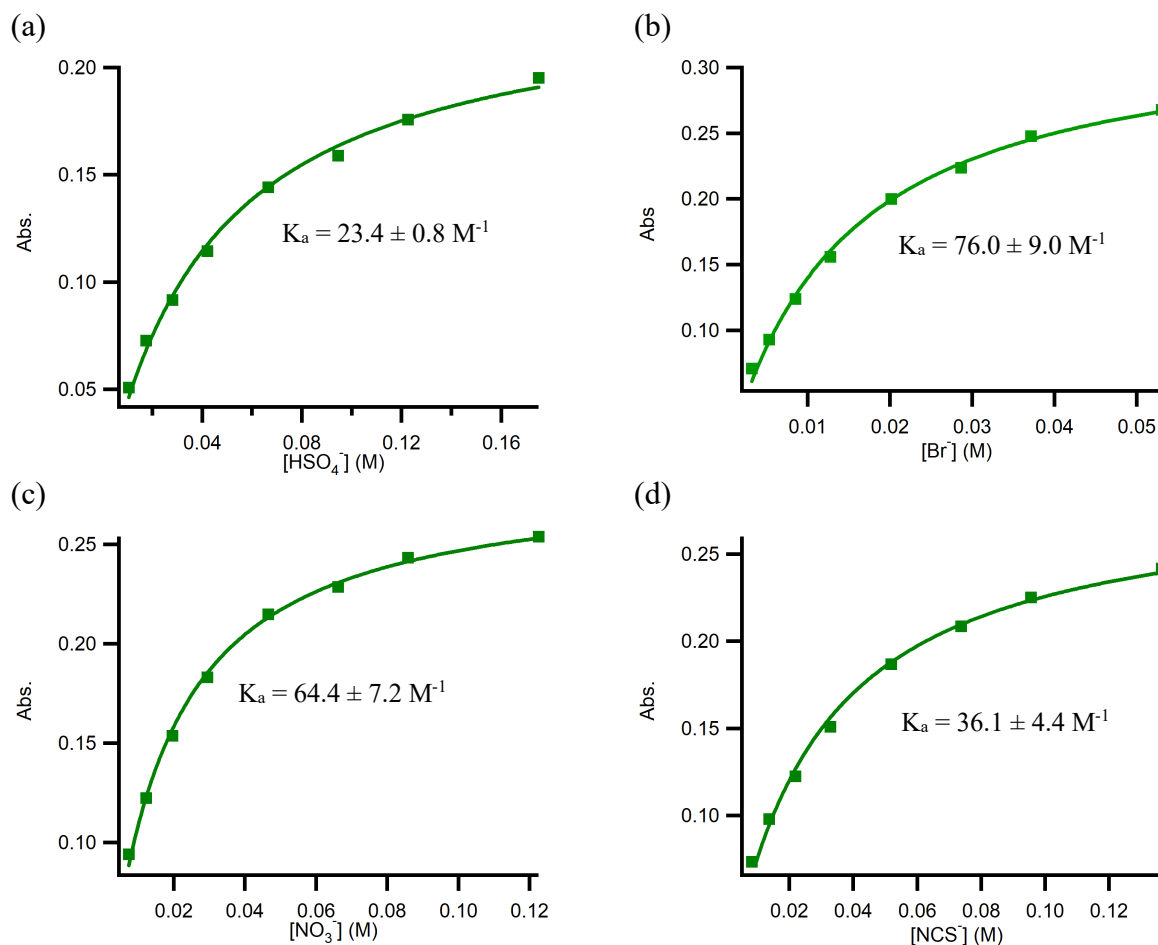 (a)
0.20
0.15
0.10
0.05
Abs.
Kₐ = 23.4 ± 0.8 M⁻¹
0.04 0.08 0.12 0.16
[HSO₄⁻] (M)
(b)
0.30
0.25
0.20
0.15
0.10
Abs
Kₐ = 76.0 ± 9.0 M⁻¹
0.01 0.02 0.03 0.04 0.05
[Br⁻] (M)
(c)
0.25
0.20
0.15
0.10
Abs.
Kₐ = 64.4 ± 7.2 M⁻¹
0.02 0.04 0.06 0.08 0.10 0.12
[NO₃⁻] (M)
(d)
0.25
0.20
0.15
0.10
Abs.
Kₐ = 36.1 ± 4.4 M⁻¹
0.02 0.04 0.06 0.08 0.10 0.12
[NCS⁻] (M)